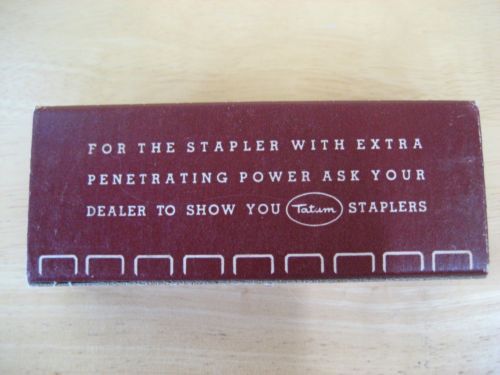 FOR THE STAPLER WITH EXTRA
PENETRATING POWER ASK YOUR
DEALER TO SHOW YOU Tatum STAPLERS